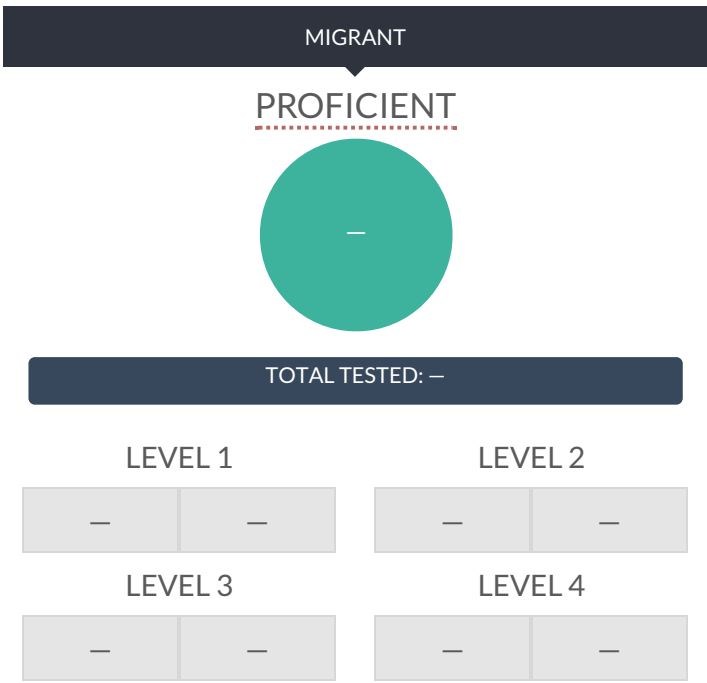 MIGRANT
PROFICIENT
—
TOTAL TESTED: —
LEVEL 1 LEVEL 2
— — — —
LEVEL 3 LEVEL 4
— — — —